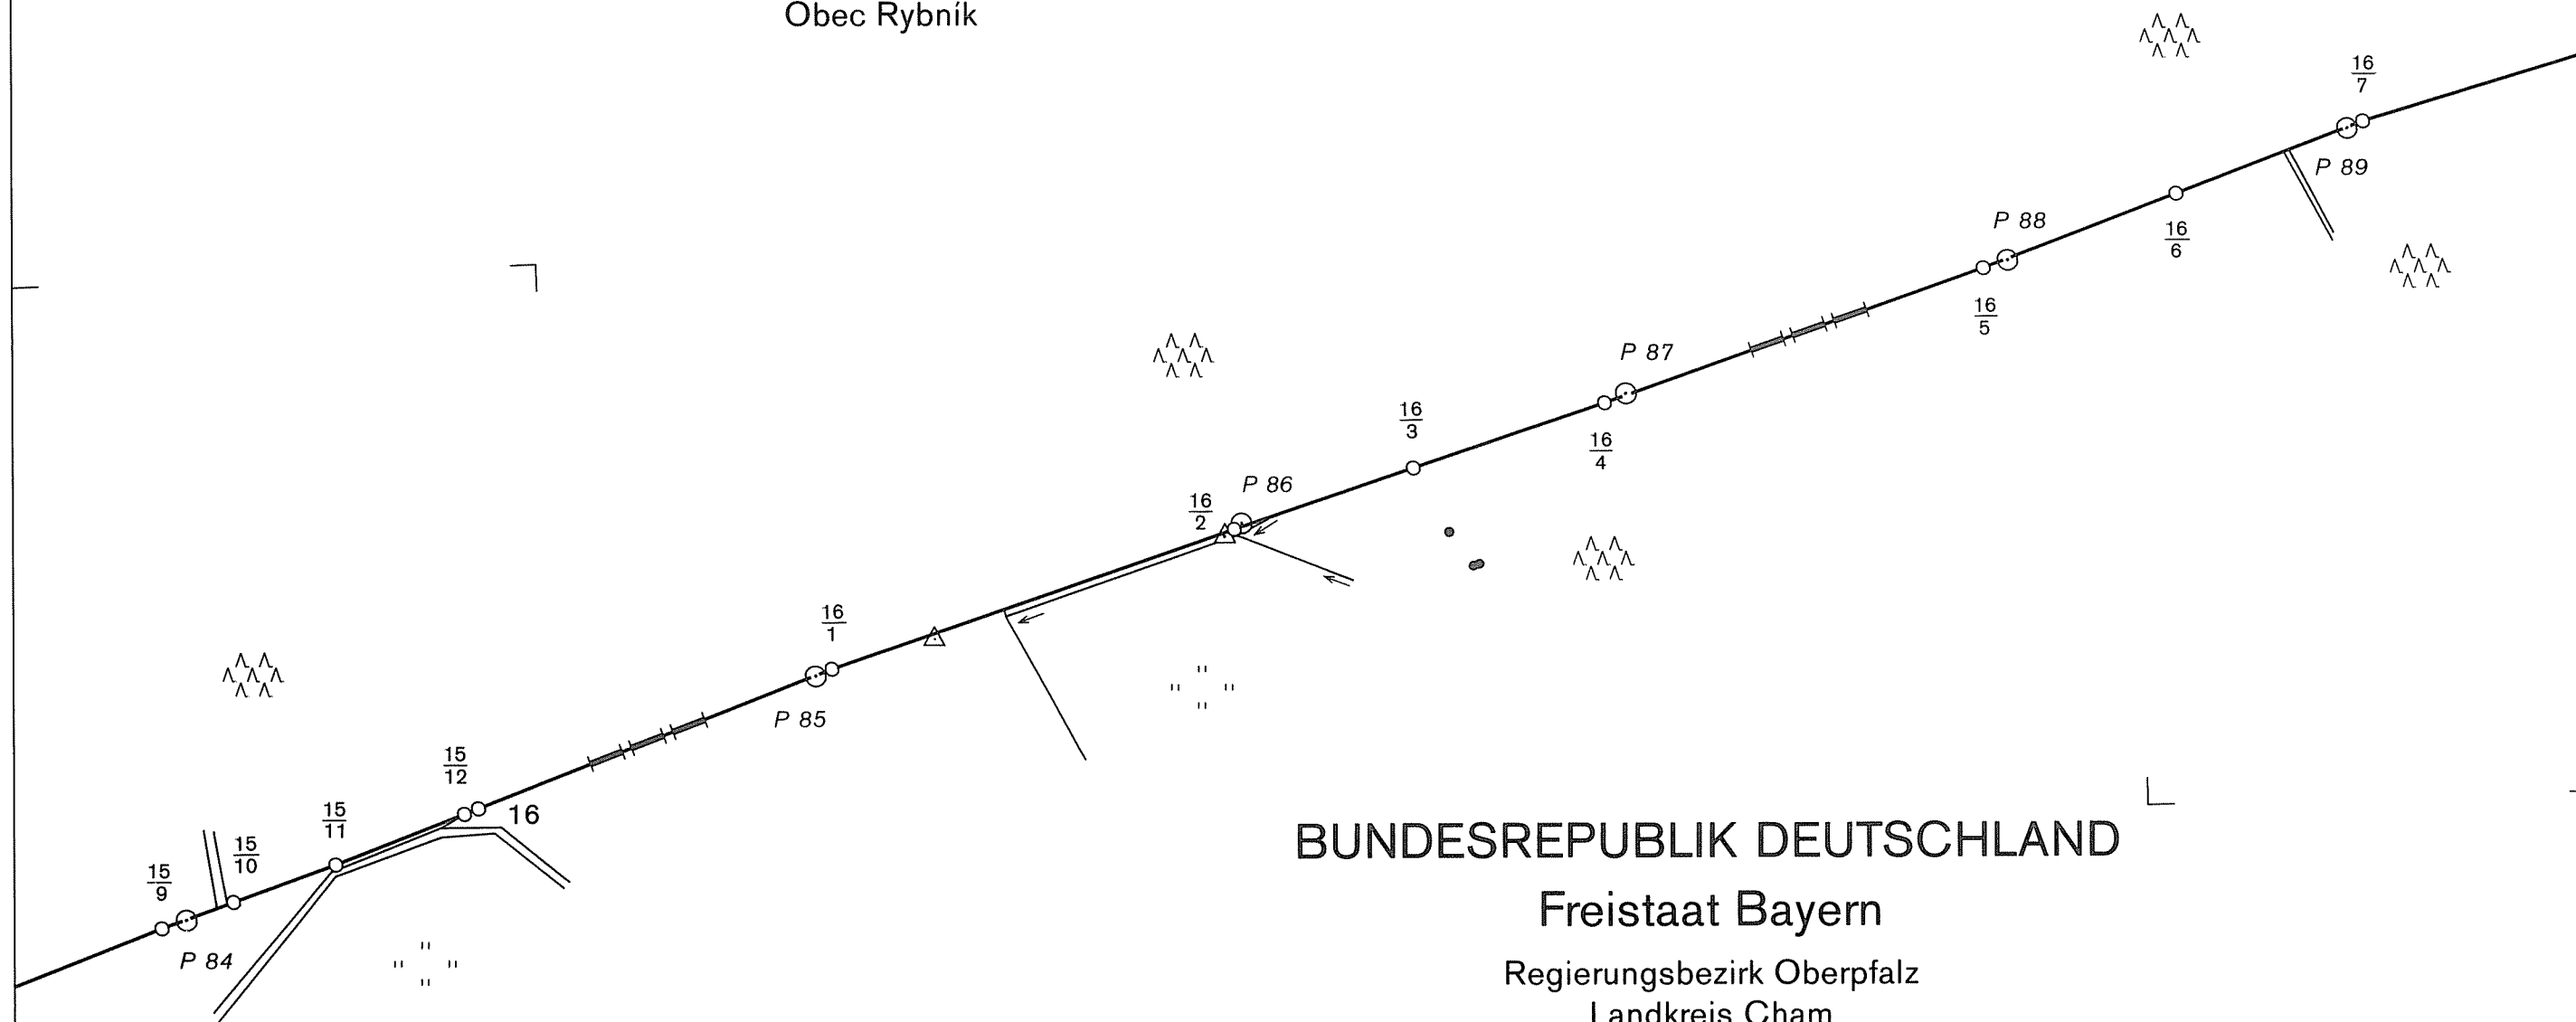 Obec Rybník
16
7
P 89
P 88
16
6
16
5
P 87
16
3
16
4
P 86
16
2
16
1
P 85
15
12
16
15
11
15
10
15
9
P 84
BUNDESREPUBLIK DEUTSCHLAND
Freistaat Bayern
Regierungsbezirk Oberpfalz
Landkreis Cham